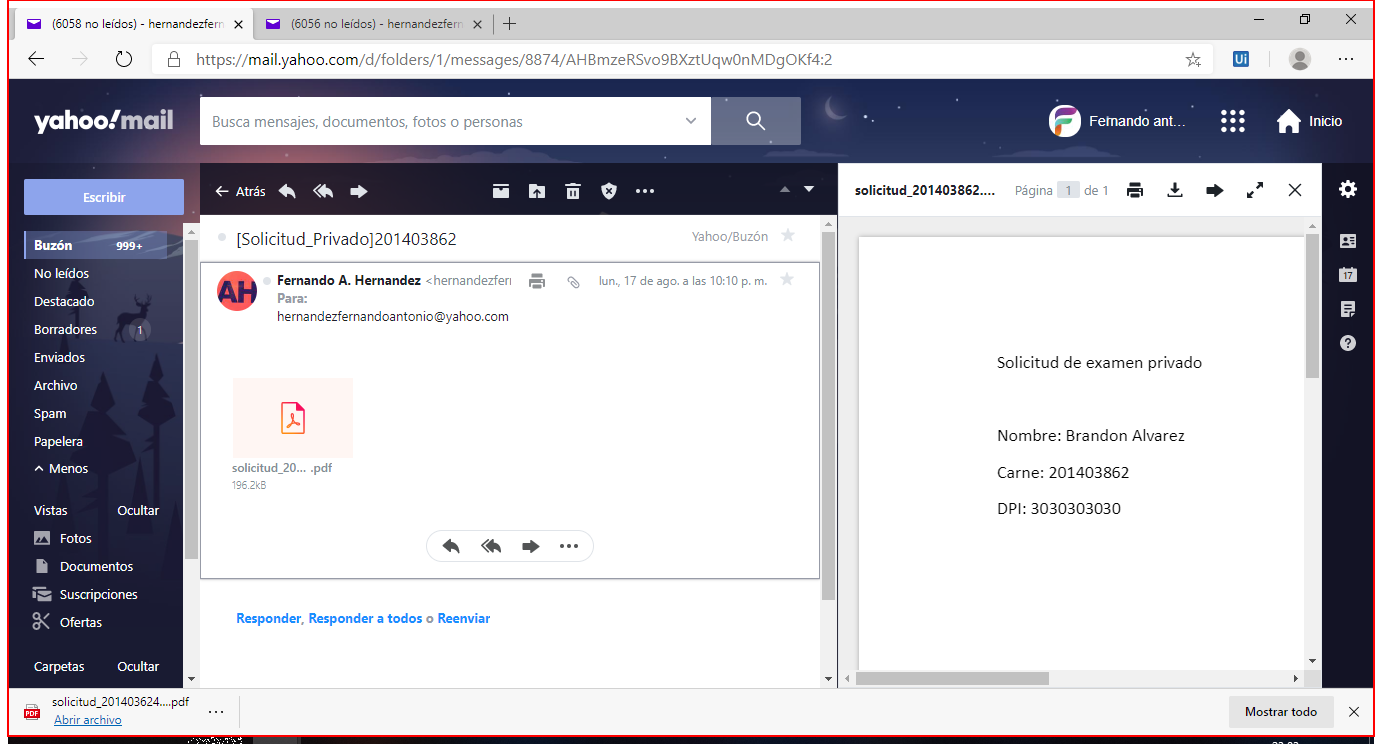 (6058 no leídos) - hernandezfern
(6056 no leídos) - hernandezfern
https://mail.yahoo.com/d/folders/1/messages/8874/AHBmzeRSvo9BXztUqw0nMDgOKf4:2
Ui
yahoo!mail
Busca mensajes, documentos, fotos o personas
Fernando ant...
Inicio
Escribir
Atrás
solicitud_201403862....
Página 1 de 1
Buzón 999+
No leídos
Destacado
Borradores 1
Enviados
Archivo
Spam
Papelera
Menos
Vistas Ocultar
Fotos
Documentos
Suscripciones
Ofertas
Carpetas Ocultar
[Solicitud_Privado]201403862
Yahoo/Buzón
AH
Fernando A. Hernandez <hernandezferi
lun., 17 de ago. a las 10:10 p. m.
Para:
hernandezfernandoantonio@yahoo.com
solicitud_20... .pdf
196.2kB
Responder, Responder a todos o Reenviar
Solicitud de examen privado
Nombre: Brandon Alvarez
Carne: 201403862
DPI: 3030303030
17
PDF
solicitud_201403624....pdf
Abrir archivo
Mostrar todo